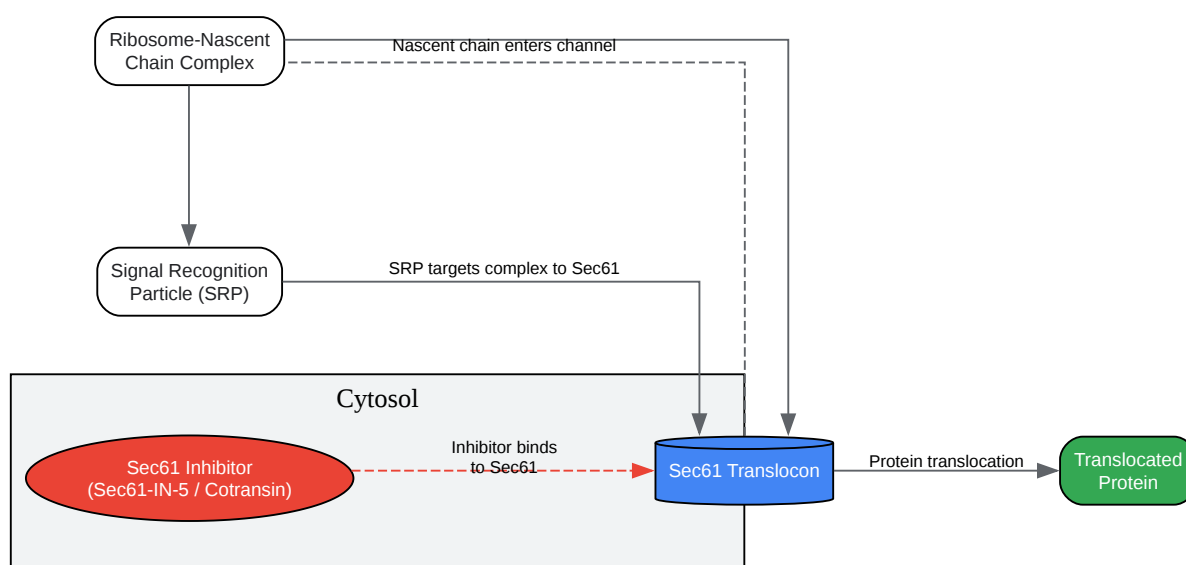 Ribosome-Nascent
Chain Complex
Nascent chain enters channel
Signal Recognition
Particle (SRP)
SRP targets complex to Sec61
Cytosol
Sec61 Inhibitor
(Sec61-IN-5 / Cotransin)
Inhibitor binds
to Sec61
Sec61 Translocon
Protein translocation
Translocated
Protein